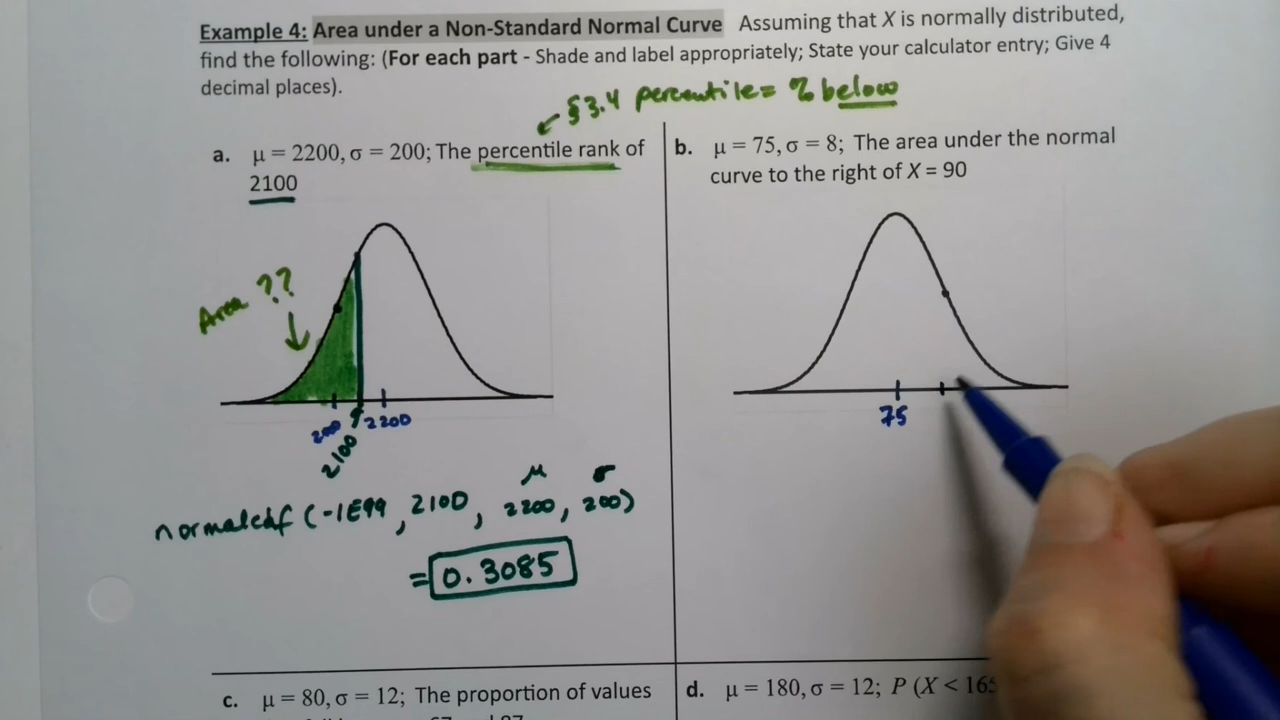 Example 4: Area under a Non-Standard Normal Curve Assuming that X is normally distributed,
find the following: (For each part - Shade and label appropriately; State your calculator entry; Give 4
decimal places).
§3.4 percentile = % below
a. μ = 2200, σ = 200; The percentile rank of
2100
Area ??
2200
2100
normalcdf (-1E99, 2100, 2200, 200)
μ σ
= 0.3085
b. μ = 75, σ = 8; The area under the normal
curve to the right of X = 90
75
c. μ = 80, σ = 12; The proportion of values
d. μ = 180, σ = 12; P (X < 165